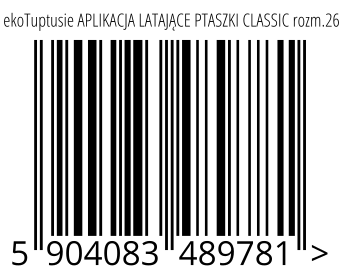 ekoTuptusie APLIKACJA LATAJĄCE PTASZKI CLASSIC rozm.26
5 904083 489781 >